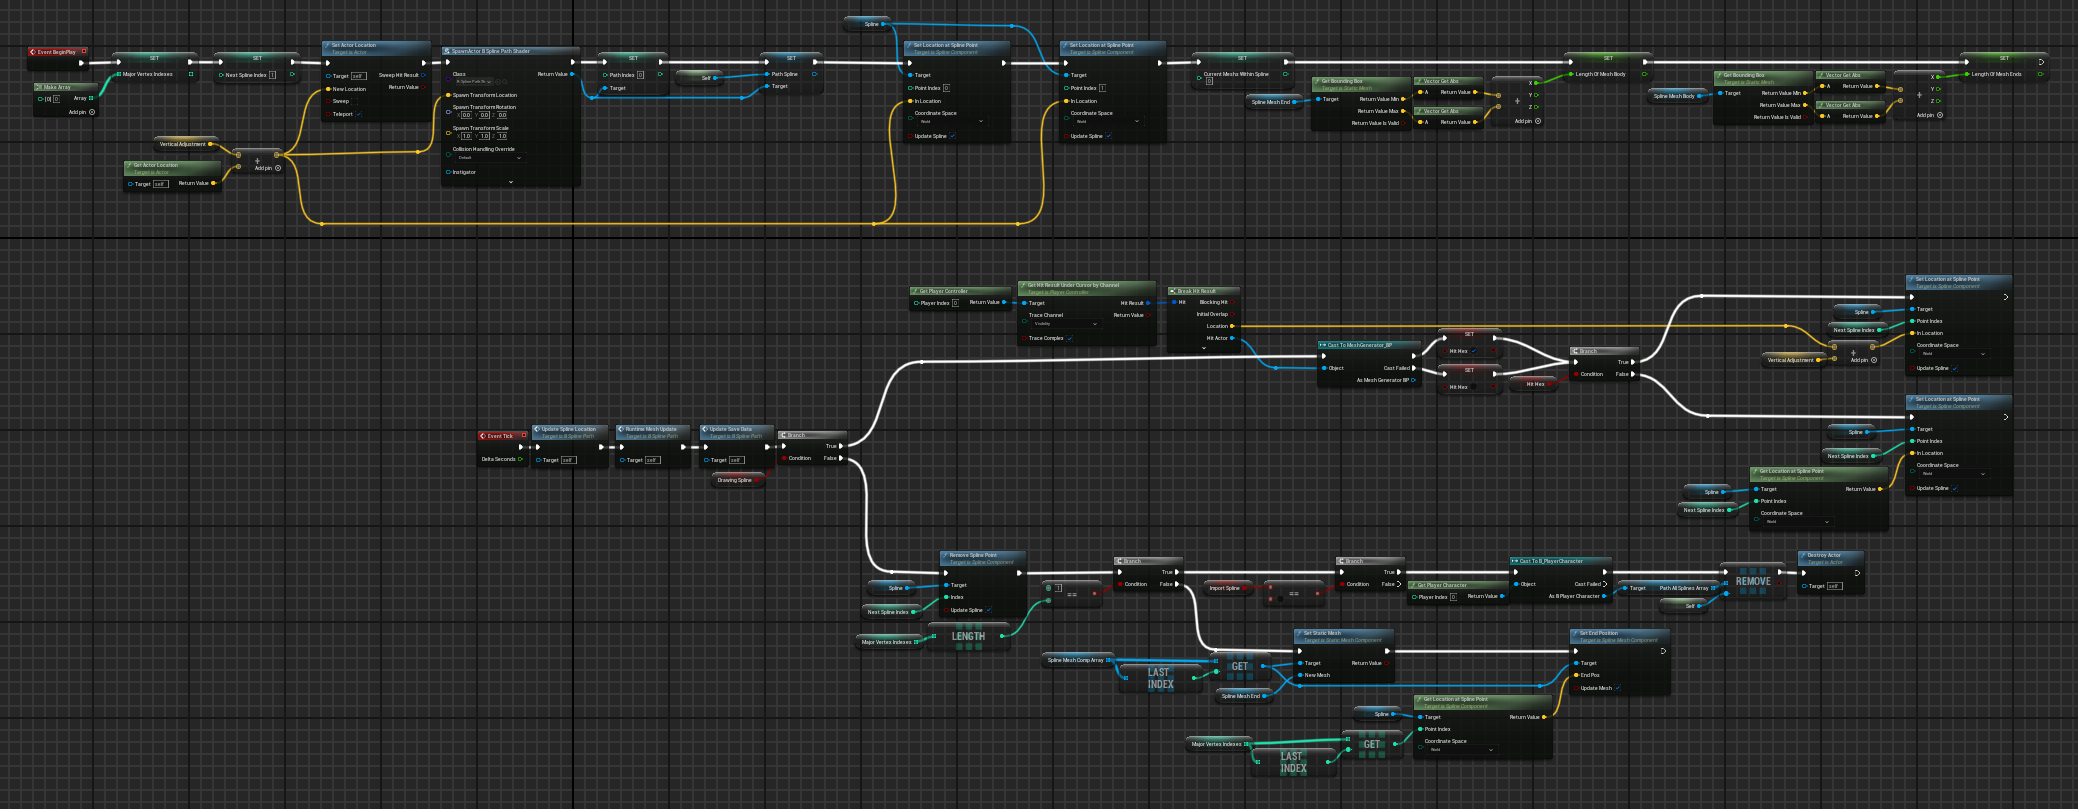 Event BeginPlay
SET
Major Vertex Indexes
Make Array
[0] 0
Array
Add pin
SET
Next Spline Index 1
Set Actor Location
Target is Actor
Target self
Sweep Hit Result
New Location
Return Value
Sweep
Teleport
Vertical Adjustment
Get Actor Location
Target is Actor
Target self
Return Value
+
Add pin
SpawnActor B Spline Path Shader
Class
Return Value
Spawn Transform Location
Spawn Transform Rotation
X 0.0 Y 0.0 Z 0.0
Spawn Transform Scale
X 1.0 Y 1.0 Z 1.0
Collision Handling Override
Default
Instigator
SET
Path Index 0
Target
Self
SET
Path Spline
Target
Spline
Set Location at Spline Point
Target is Spline Component
Target
Point Index 0
In Location
Coordinate Space
World
Update Spline
Set Location at Spline Point
Target is Spline Component
Target
Point Index 1
In Location
Coordinate Space
World
Update Spline
SET
Current Meshes Within Spline
0
Spline Mesh End
Get Bounding Box
Target is Static Mesh
Target
Return Value Min
Return Value Max
Return Value Is Valid
Vector Get Abs
A Return Value
Vector Get Abs
A Return Value
+
X
Y
Z
Add pin
SET
Length Of Mesh Body
Spline Mesh Body
Get Bounding Box
Target is Static Mesh
Target
Return Value Min
Return Value Max
Return Value Is Valid
Vector Get Abs
A Return Value
Vector Get Abs
A Return Value
+
X
Y
Z
Add pin
SET
Length Of Mesh Ends
Get Player Controller
Player Index 0
Return Value
Get Hit Result Under Cursor by Channel
Target is Player Controller
Target
Hit Result
Trace Channel
Return Value
Visibility
Trace Complex
Break Hit Result
Hit
Blocking Hit
Initial Overlap
Location
Hit Actor
Cast To MeshGenerator_BP
Object
Cast Failed
As Mesh Generator BP
SET
Hit Hex
SET
Hit Hex
Hit Hex
Branch
True
Condition
False
Spline
Next Spline Index
Vertical Adjustment
+
Add pin
Set Location at Spline Point
Target is Spline Component
Target
Point Index
In Location
Coordinate Space
World
Update Spline
Set Location at Spline Point
Target is Spline Component
Target
Point Index
In Location
Coordinate Space
World
Update Spline
Spline
Next Spline Index
Get Location at Spline Point
Target is Spline Component
Target
Return Value
Point Index
Coordinate Space
World
Spline
Next Spline Index
Event Tick
Delta Seconds
Update Spline Location
Target is B Spline Path
Target self
Runtime Mesh Update
Target is B Spline Path
Target self
Update Save Data
Target is B Spline Path
Target self
Drawing Spline
Branch
True
Condition
False
Remove Spline Point
Target is Spline Component
Target
Index
Update Spline
Spline
Next Spline Index
Major Vertex Indexes
LENGTH
1
==
Branch
True
Condition
False
Import Spline
==
Branch
True
Condition
False
Get Player Character
Player Index 0
Return Value
Cast To B_PlayerCharacter
Object
Cast Failed
As B Player Character
Target
Path All Splines Array
Self
REMOVE
Destroy Actor
Target is Actor
Target self
Spline Mesh Comp Array
LAST INDEX
GET
Spline Mesh End
Set Static Mesh
Target is Static Mesh Component
Target
Return Value
New Mesh
Set End Position
Target is Spline Mesh Component
Target
End Pos
Update Mesh
Major Vertex Indexes
LAST INDEX
GET
Spline
Get Location at Spline Point
Target is Spline Component
Target
Return Value
Point Index
Coordinate Space
World